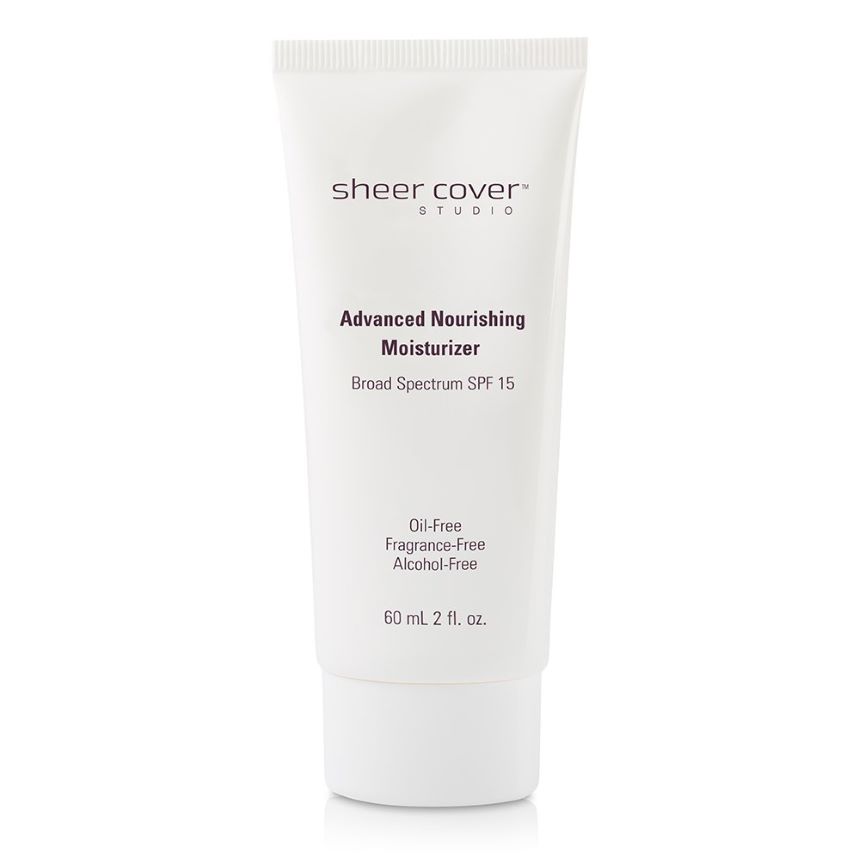 sheer cover™
STUDIO
Advanced Nourishing
Moisturizer
Broad Spectrum SPF 15
Oil-Free
Fragrance-Free
Alcohol-Free
60 mL 2 fl. oz.